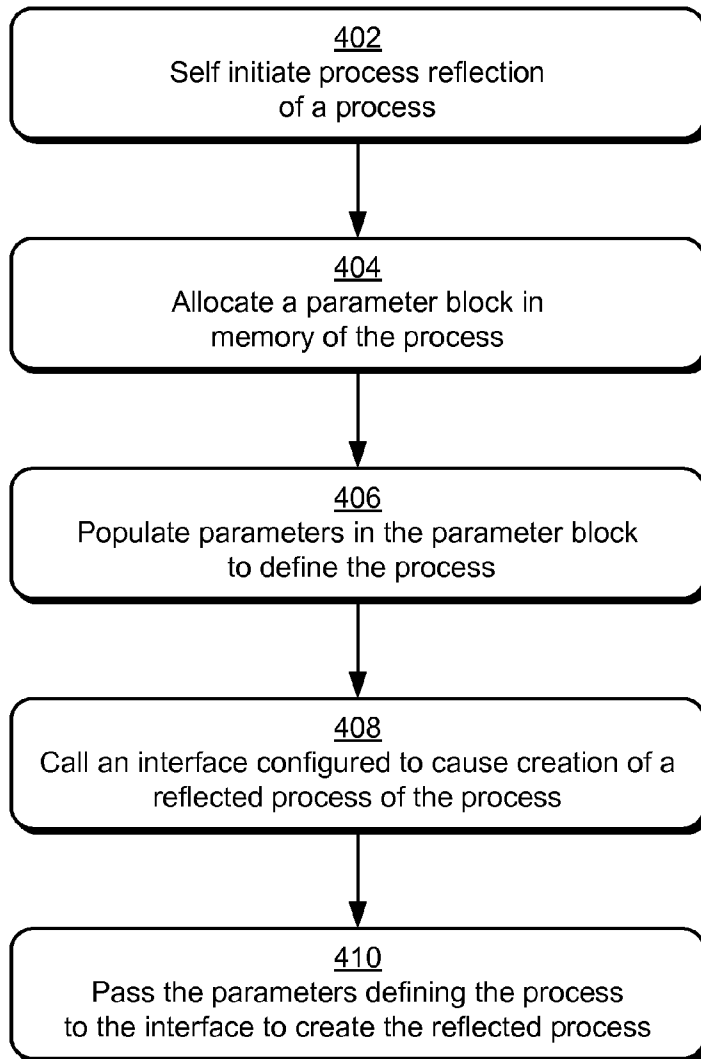 402
Self initiate process reflection
of a process
404
Allocate a parameter block in
memory of the process
406
Populate parameters in the parameter block
to define the process
408
Call an interface configured to cause creation of a
reflected process of the process
410
Pass the parameters defining the process
to the interface to create the reflected process